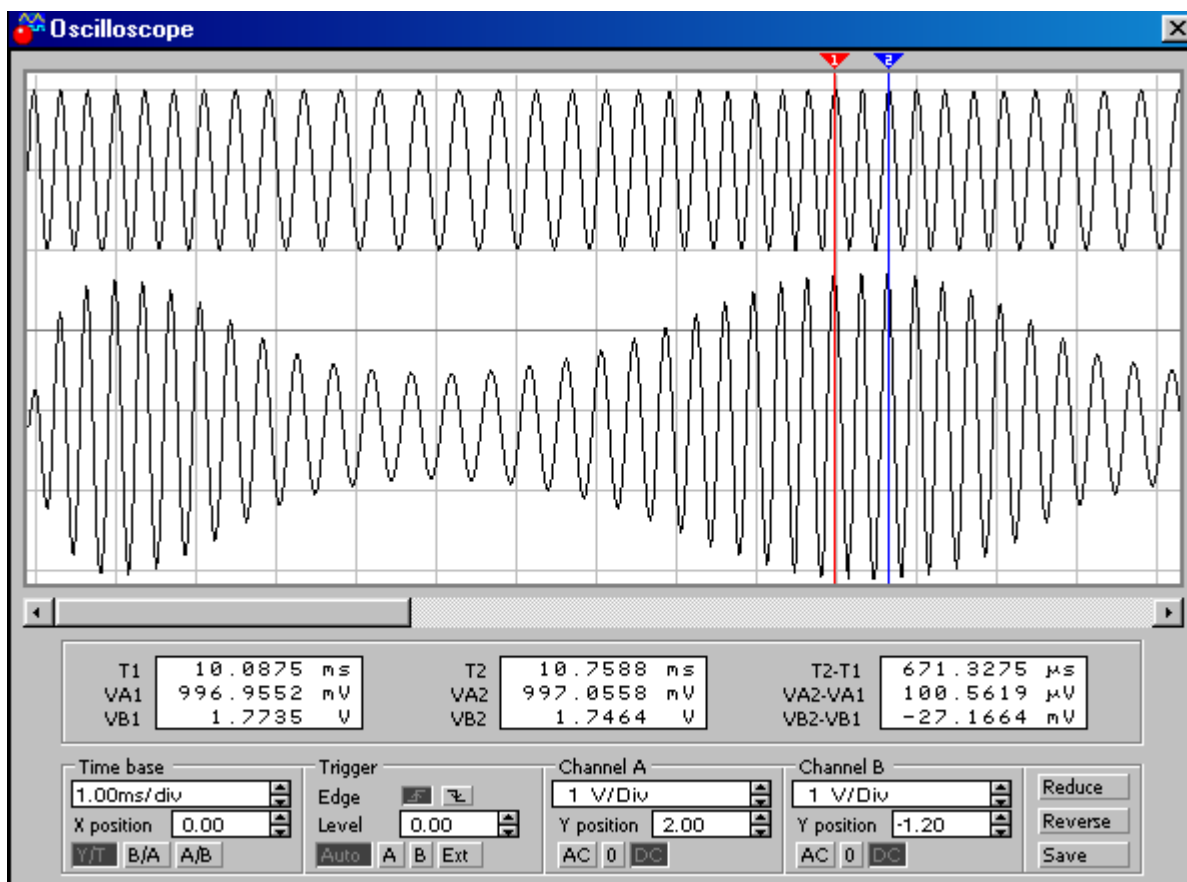 Oscilloscope
1 2
T1 10.0875 ms T2 10.7588 ms T2-T1 671.3275 µs
VA1 996.9552 mV VA2 997.0558 mV VA2-VA1 100.5619 µV
VB1 1.7735 V VB2 1.7464 V VB2-VB1 -27.1664 mV
Time base Trigger Channel A Channel B
1.00ms/div Edge 1 V/Div 1 V/Div Reduce
X position 0.00 Level 0.00 Y position 2.00 Y position -1.20 Reverse
Y/T B/A A/B Auto A B Ext AC 0 DC AC 0 DC Save